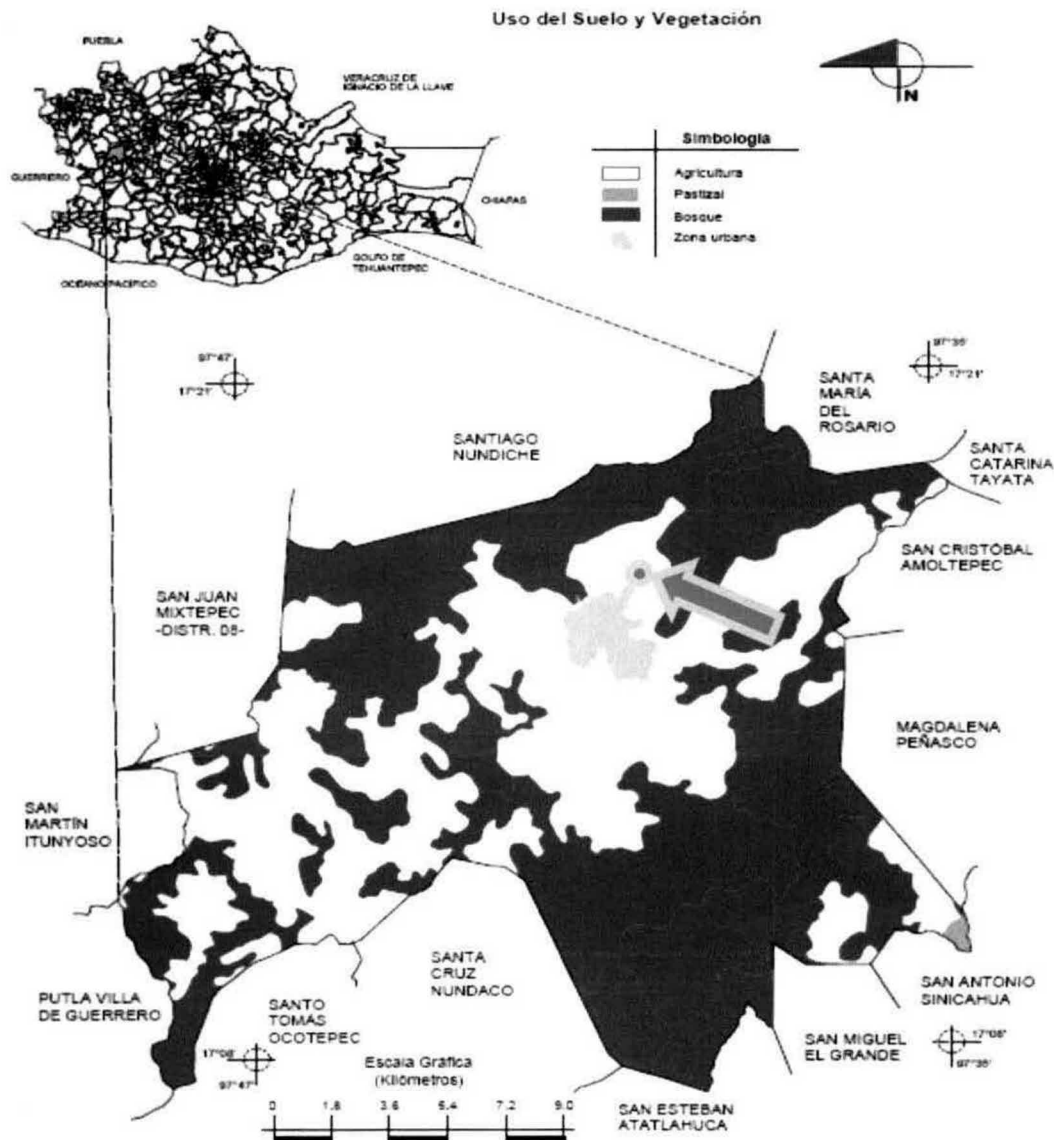 Uso del Suelo y Vegetación
PUEBLA
VERACRUZ DE
IGNACIO DE LA LLAVE
GUERRERO
CHIAPAS
GOLFO DE
TEHUANTEPEC
OCÉANO PACÍFICO
N
Simbología
Agricultura
Pastizal
Bosque
Zona urbana
97°47'
17°21'
97°35'
17°21'
SANTA
MARÍA
DEL
ROSARIO
SANTIAGO
NUNDICHE
SANTA
CATARINA
TAYATA
SAN CRISTÓBAL
AMOLTEPEC
SAN JUAN
MIXTEPEC
-DISTR. 08-
MAGDALENA
PEÑASCO
SAN
MARTÍN
ITUNYOSO
SANTA
CRUZ
NUNDACO
PUTLA VILLA
DE GUERRERO
SANTO
TOMÁS
OCOTEPEC
SAN ANTONIO
SINICAHUA
SAN MIGUEL
EL GRANDE
17°08'
97°47'
17°08'
97°35'
Escala Gráfica
(Kilómetros)
0 1.8 3.6 5.4 7.2 9.0
SAN ESTEBAN
ATATLAHUCA